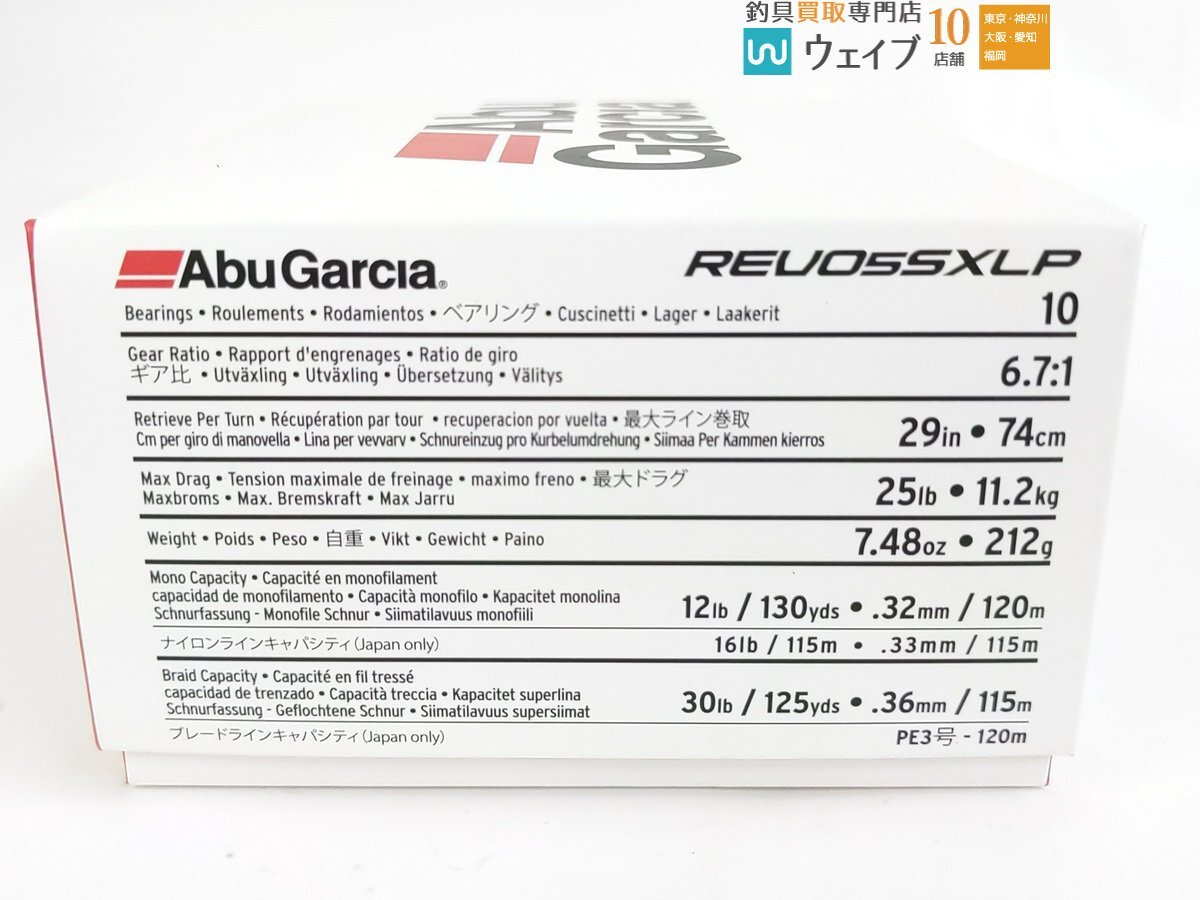 釣具買取専門店
ウェイブ
10
店舗
東京・神奈川
大阪・愛知
福岡
Abu
Garcia
AbuGarcia®
REVO5SXLP
Bearings • Roulements • Rodamientos • ベアリング • Cuscinetti • Lager • Laakerit
10
Gear Ratio • Rapport d'engrenages • Ratio de giro
ギア比 • Utväxling • Utväxling • Übersetzung • Välitys
6.7:1
Retrieve Per Turn • Récupération par tour • recuperacion por vuelta • 最大ライン巻取
Cm per giro di manovella • Lina per vevvarv • Schnureinzug pro Kurbelumdrehung • Siimaa Per Kammen kierros
29in • 74cm
Max Drag • Tension maximale de freinage • maximo freno • 最大ドラグ
Maxbroms • Max. Bremskraft • Max Jarru
25lb • 11.2kg
Weight • Poids • Peso • 自重 • Vikt • Gewicht • Paino
7.48oz • 212g
Mono Capacity • Capacité en monofilament
capacidad de monofilamento • Capacità monofilo • Kapacitet monolina
Schnurfassung - Monofile Schnur • Siimatilavuus monofiili
12lb / 130yds • .32mm / 120m
ナイロンラインキャパシティ(Japan only)
16lb / 115m • .33mm / 115m
Braid Capacity • Capacité en fil tressé
capacidad de trenzado • Capacità treccia • Kapacitet superlina
Schnurfassung - Geflochtene Schnur • Siimatilavuus supersiimat
30lb / 125yds • .36mm / 115m
ブレードラインキャパシティ(Japan only)
PE3号 - 120m